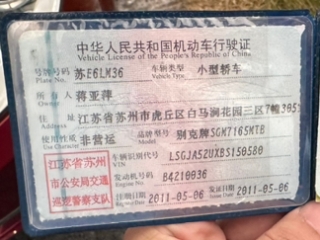 中华人民共和国机动车行驶证
Vehicle License of the People's Republic of China
号牌号码 苏E6LM36 车辆类型 小型轿车
Plate No. Vehicle Type
所有人 蒋亚萍
Owner
住址 江苏省苏州市虎丘区白马涧花园三区7幢305
Address
使用性质 非营运 品牌型号 别克牌SGM7165MTB
Use Character Model
江苏省苏州
市公安局交通
巡逻警察支队
车辆识别代号 LSGJA52UXBS150580
VIN
发动机号码 B4210036
Engine No.
注册日期 2011-05-06 发证日期 2011-05-06
Register Date Issue Date